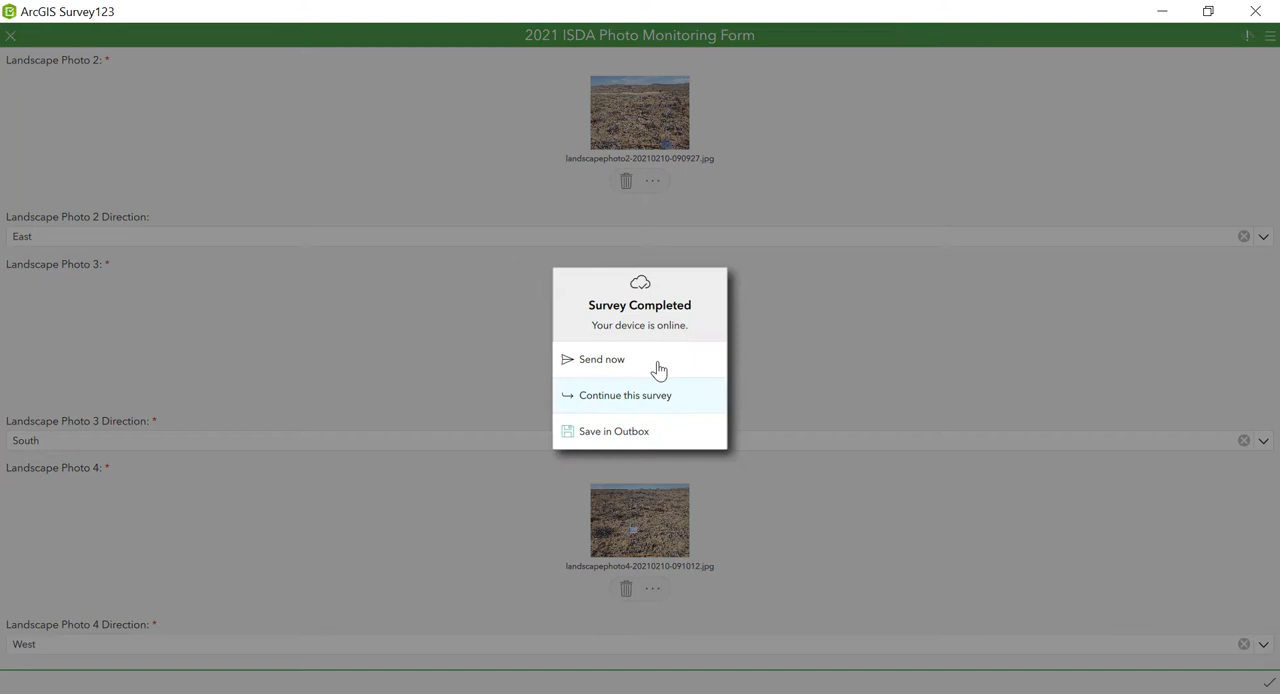 ArcGIS Survey123
2021 ISDA Photo Monitoring Form
Landscape Photo 2: *
landscapephoto2-20210210-090927.jpg
Landscape Photo 2 Direction:
East
Landscape Photo 3: *
Survey Completed
Your device is online.
Send now
Continue this survey
Save in Outbox
Landscape Photo 3 Direction: *
South
Landscape Photo 4: *
landscapephoto4-20210210-091012.jpg
Landscape Photo 4 Direction: *
West